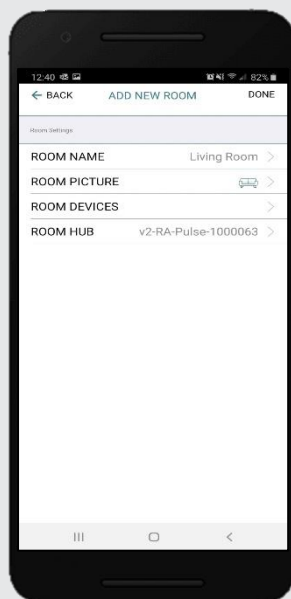 12:40 82%
BACK ADD NEW ROOM DONE
Room Settings
ROOM NAME Living Room
ROOM PICTURE
ROOM DEVICES
ROOM HUB v2-RA-Pulse-1000063